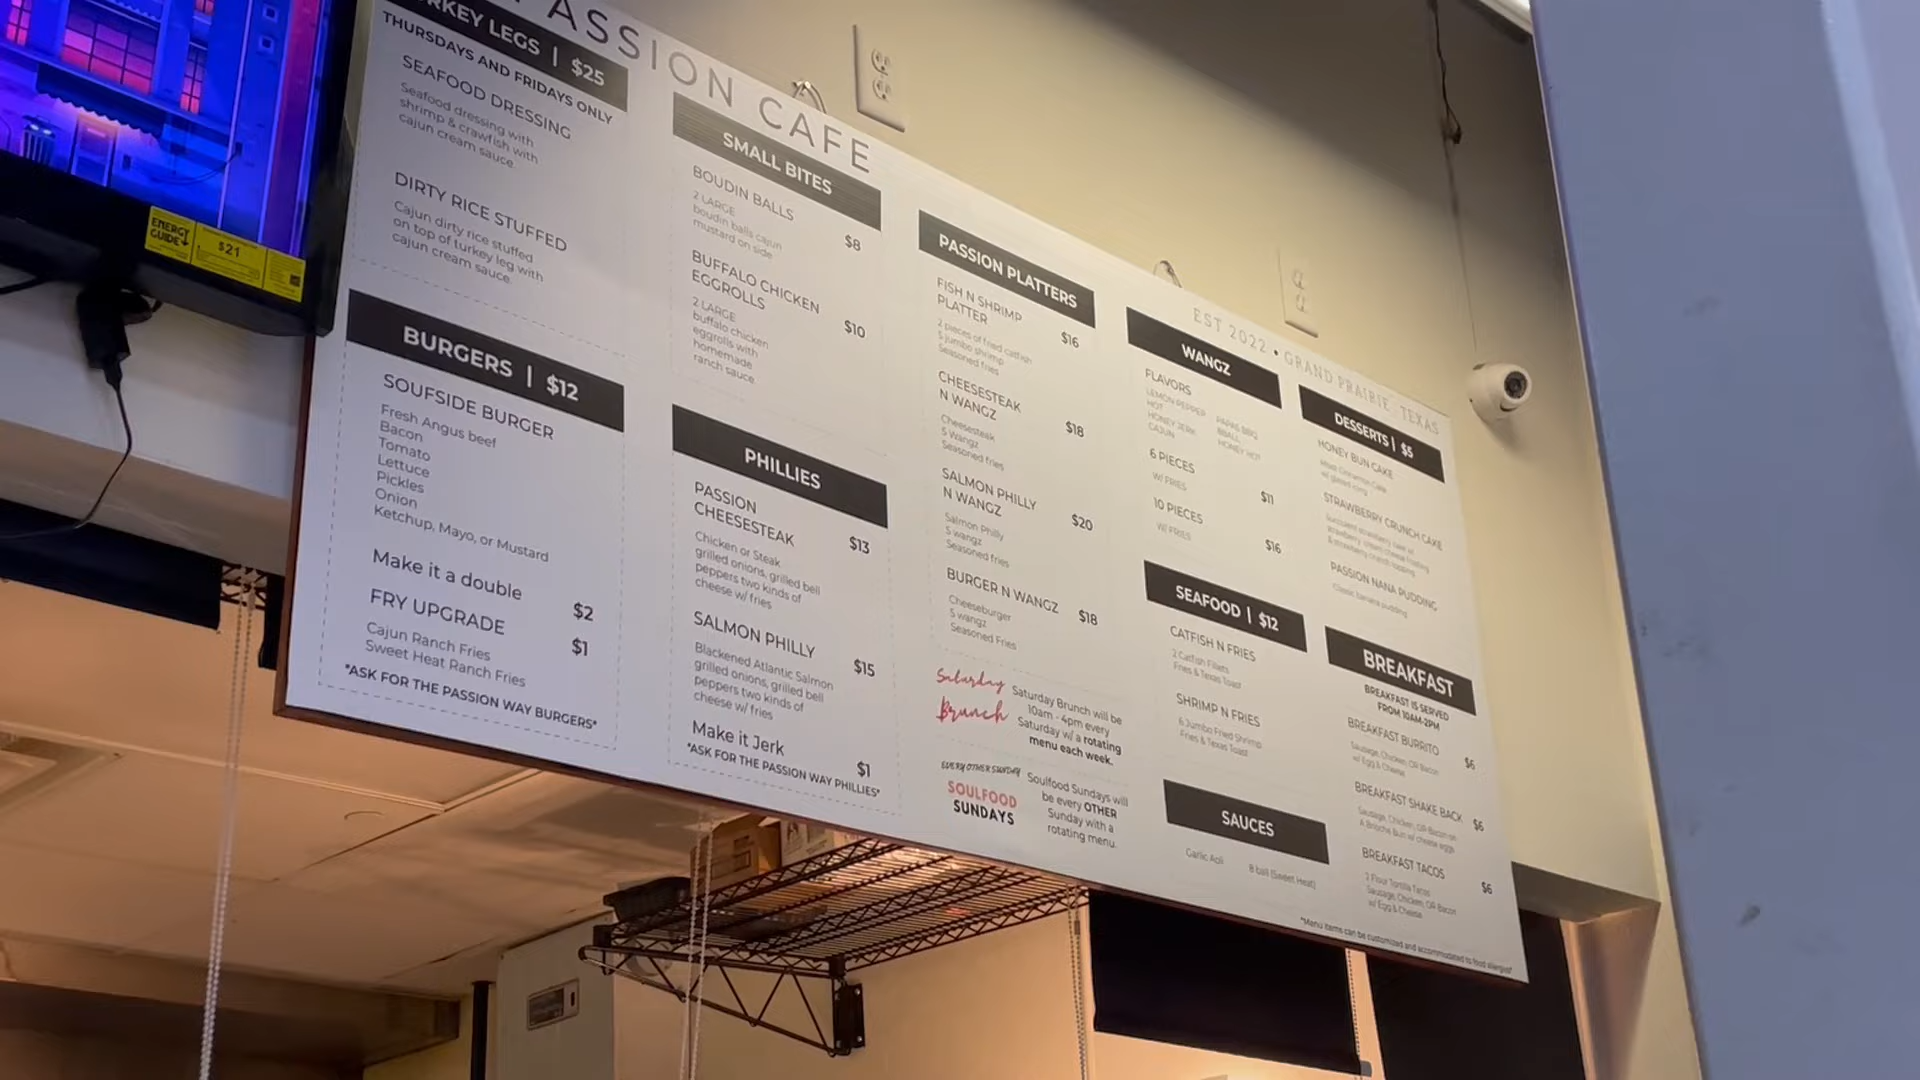 PASSION CAFE
EST 2022 • GRAND PRAIRIE, TEXAS
RKEY LEGS | $25
THURSDAYS AND FRIDAYS ONLY
SEAFOOD DRESSING
Seafood dressing with
shrimp & crawfish with
cajun cream sauce.
DIRTY RICE STUFFED
Cajun dirty rice stuffed
on top of turkey leg with
cajun cream sauce.
BURGERS | $12
SOUFSIDE BURGER
Fresh Angus beef
Bacon
Tomato
Lettuce
Pickles
Onion
Ketchup, Mayo, or Mustard
Make it a double $2
FRY UPGRADE $1
Cajun Ranch Fries
Sweet Heat Ranch Fries
*ASK FOR THE PASSION WAY BURGERS*
SMALL BITES
BOUDIN BALLS $8
2 LARGE
boudin balls cajun
mustard on side
BUFFALO CHICKEN
EGGROLLS $10
2 LARGE
buffalo chicken
eggrolls with
homemade
ranch sauce
PHILLIES
PASSION
CHEESESTEAK $13
Chicken or Steak
grilled onions, grilled bell
peppers two kinds of
cheese w/ fries
SALMON PHILLY $15
Blackened Atlantic Salmon
grilled onions, grilled bell
peppers two kinds of
cheese w/ fries
Make it Jerk $1
*ASK FOR THE PASSION WAY PHILLIES*
PASSION PLATTERS
FISH N SHRIMP
PLATTER $16
2 pieces of fried catfish
5 jumbo shrimp
Seasoned fries
CHEESESTEAK
N WANGZ $18
Cheesesteak
5 Wangz
Seasoned fries
SALMON PHILLY
N WANGZ $20
Salmon Philly
5 wangz
Seasoned fries
BURGER N WANGZ $18
Cheeseburger
5 wangz
Seasoned Fries
Saturday
Brunch
Saturday Brunch will be
10am - 4pm every
Saturday w/ a rotating
menu each week.
EVERY OTHER SUNDAY
SOULFOOD
SUNDAYS
Soulfood Sundays will
be every OTHER
Sunday with a
rotating menu.
WANGZ
FLAVORS
LEMON PEPPER
HOT
HONEY JERK
CAJUN
PAPAS BBQ
8BALL
HONEY HOT
6 PIECES
W/ FRIES $11
10 PIECES
W/ FRIES $16
SEAFOOD | $12
CATFISH N FRIES
2 Catfish Fillets
Fries & Texas Toast
SHRIMP N FRIES
6 Jumbo Fried Shrimp
Fries & Texas Toast
SAUCES
Garlic Aoli
8 ball (Sweet Heat)
DESSERTS | $5
HONEY BUN CAKE
w/ glazed icing
STRAWBERRY CRUNCH CAKE
& strawberry crunch topping
PASSION NANA PUDDING
Classic banana pudding
BREAKFAST
BREAKFAST IS SERVED
FROM 10AM-2PM
BREAKFAST BURRITO $6
Sausage, Chicken, OR Bacon
w/ Egg & Cheese
BREAKFAST SHAKE BACK $6
Sausage, Chicken, OR Bacon on
A Brioche Bun w/ cheese eggs
BREAKFAST TACOS $6
2 Flour Tortilla Tacos
Sausage, Chicken, OR Bacon
w/ Egg & Cheese
*Menu items can be customized and accommodated to food allergies*
ENERGY
GUIDE
$21